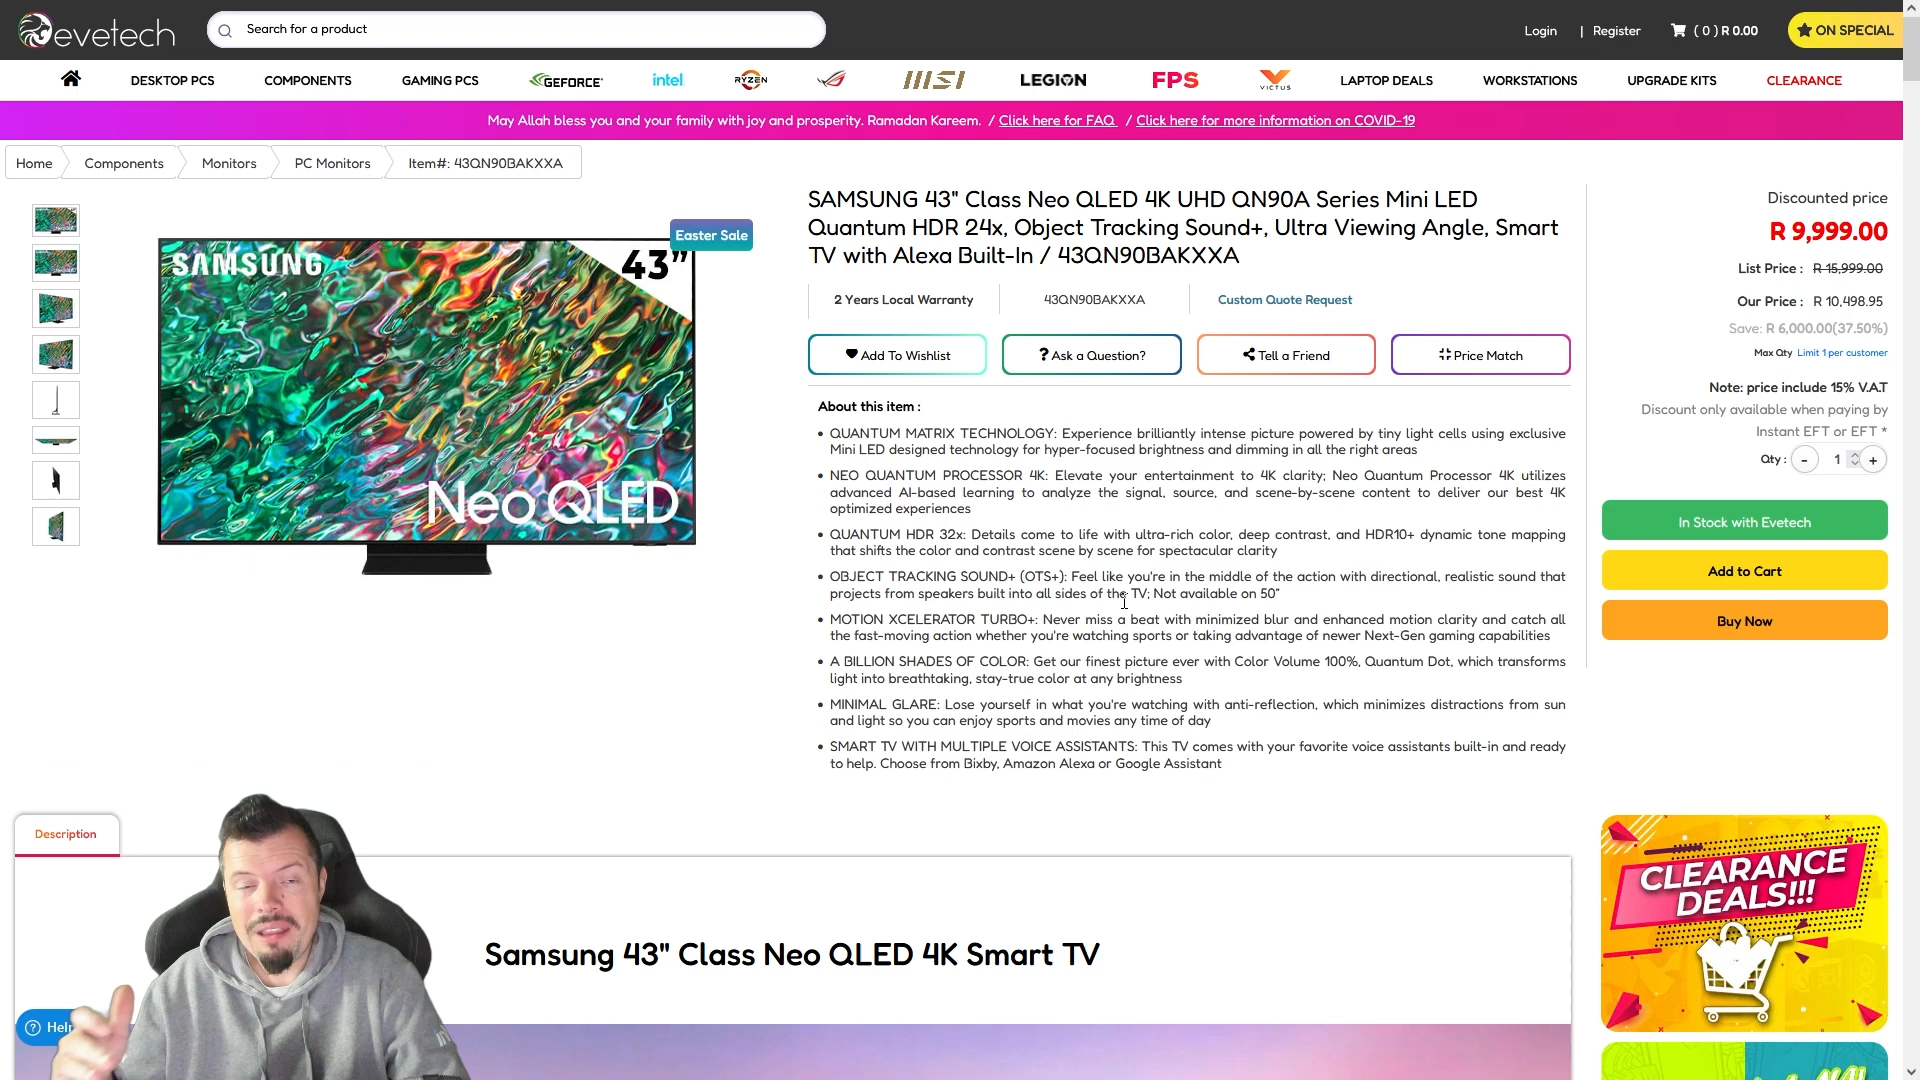 evetech
Search for a product
Login | Register ( 0 ) R 0.00 ON SPECIAL
DESKTOP PCS COMPONENTS GAMING PCS GEFORCE intel RYZEN msi LEGION FPS VICTUS LAPTOP DEALS WORKSTATIONS UPGRADE KITS CLEARANCE
May Allah bless you and your family with joy and prosperity. Ramadan Kareem. / Click here for FAQ / Click here for more information on COVID-19
Home Components Monitors PC Monitors Item#: 43QN90BAKXXA
SAMSUNG
43”
Easter Sale
Neo QLED
SAMSUNG 43" Class Neo QLED 4K UHD QN90A Series Mini LED
Quantum HDR 24x, Object Tracking Sound+, Ultra Viewing Angle, Smart
TV with Alexa Built-In / 43QN90BAKXXA
2 Years Local Warranty 43QN90BAKXXA Custom Quote Request
Add To Wishlist ? Ask a Question? Tell a Friend Price Match
About this item :
• QUANTUM MATRIX TECHNOLOGY: Experience brilliantly intense picture powered by tiny light cells using exclusive
Mini LED designed technology for hyper-focused brightness and dimming in all the right areas
• NEO QUANTUM PROCESSOR 4K: Elevate your entertainment to 4K clarity; Neo Quantum Processor 4K utilizes
advanced AI-based learning to analyze the signal, source, and scene-by-scene content to deliver our best 4K
optimized experiences
• QUANTUM HDR 32x: Details come to life with ultra-rich color, deep contrast, and HDR10+ dynamic tone mapping
that shifts the color and contrast scene by scene for spectacular clarity
• OBJECT TRACKING SOUND+ (OTS+): Feel like you're in the middle of the action with directional, realistic sound that
projects from speakers built into all sides of the TV; Not available on 50”
• MOTION XCELERATOR TURBO+: Never miss a beat with minimized blur and enhanced motion clarity and catch all
the fast-moving action whether you're watching sports or taking advantage of newer Next-Gen gaming capabilities
• A BILLION SHADES OF COLOR: Get our finest picture ever with Color Volume 100%, Quantum Dot, which transforms
light into breathtaking, stay-true color at any brightness
• MINIMAL GLARE: Lose yourself in what you're watching with anti-reflection, which minimizes distractions from sun
and light so you can enjoy sports and movies any time of day
• SMART TV WITH MULTIPLE VOICE ASSISTANTS: This TV comes with your favorite voice assistants built-in and ready
to help. Choose from Bixby, Amazon Alexa or Google Assistant
Discounted price
R 9,999.00
List Price : R 15,999.00
Our Price : R 10,498.95
Save: R 6,000.00(37.50%)
Max Qty Limit 1 per customer
Note: price include 15% V.A.T
Discount only available when paying by
Instant EFT or EFT *
Qty : - 1 +
In Stock with Evetech
Add to Cart
Buy Now
Description
Samsung 43" Class Neo QLED 4K Smart TV
Help
CLEARANCE
DEALS!!!